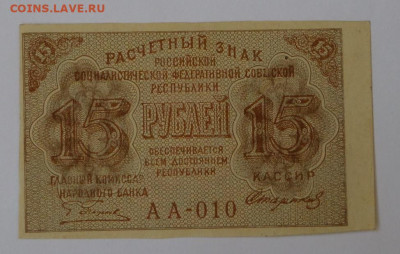 COINS.LAVE.RU
15 15
РАСЧЕТНЫЙ ЗНАК
РОССИЙСКОЙ
СОЦИАЛИСТИЧЕСКОЙ ФЕДЕРАТИВНОЙ СОВЕТСКОЙ
РЕСПУБЛИКИ
15 РУБЛЕЙ 15
ОБЕСПЕЧИВАЕТСЯ
ВСЕМ ДОСТОЯНИЕМ
РЕСПУБЛИКИ
ГЛАВНЫЙ КОМИССАР
НАРОДНОГО БАНКА
КАССИР
АА-010